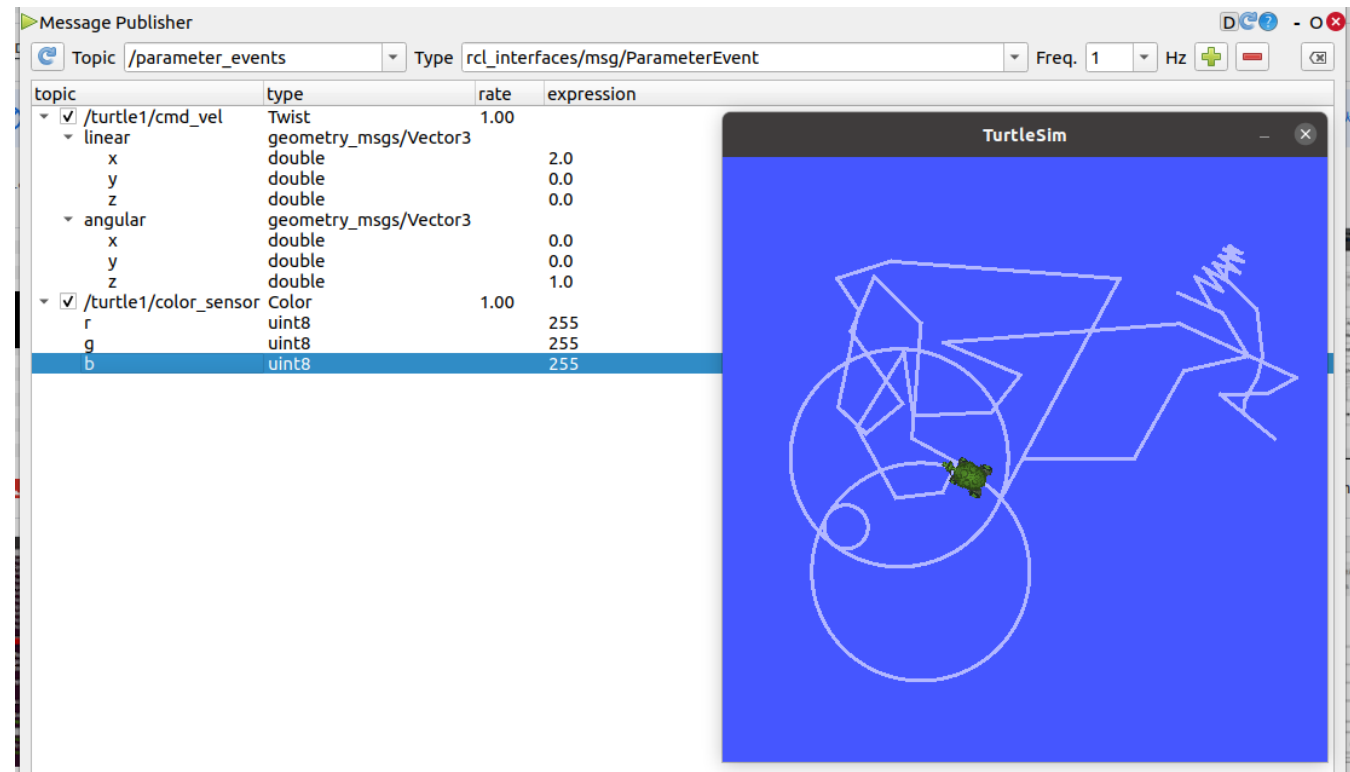 Message Publisher D - O
Topic /parameter_events Type rcl_interfaces/msg/ParameterEvent Freq. 1 Hz
topic type rate expression
/turtle1/cmd_vel Twist 1.00
linear geometry_msgs/Vector3
x double 2.0
y double 0.0
z double 0.0
angular geometry_msgs/Vector3
x double 0.0
y double 0.0
z double 1.0
/turtle1/color_sensor Color 1.00
r uint8 255
g uint8 255
b uint8 255
TurtleSim